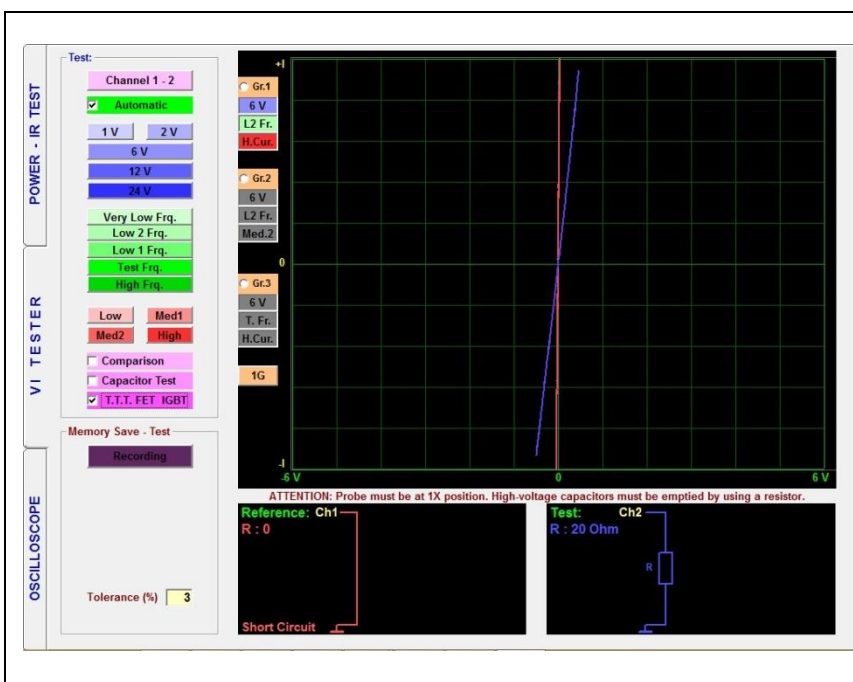 POWER - IR TEST
VI TESTER
OSCILLOSCOPE
Test:
Channel 1 - 2
Automatic
1 V
2 V
6 V
12 V
24 V
Very Low Frq.
Low 2 Frq.
Low 1 Frq.
Test Frq.
High Frq.
Low
Med1
Med2
High
Comparison
Capacitor Test
T.T.T. FET IGBT
Memory Save - Test
Recording
Tolerance (%) 3
Gr.1
6 V
L2 Fr.
H.Cur.
Gr.2
6 V
L2 Fr.
Med.2
Gr.3
6 V
T. Fr.
H.Cur.
1G
+I
0
-I
-6 V
0
6 V
ATTENTION: Probe must be at 1X position. High-voltage capacitors must be emptied by using a resistor.
Reference: Ch1
R : 0
Short Circuit
Test: Ch2
R : 20 Ohm
R